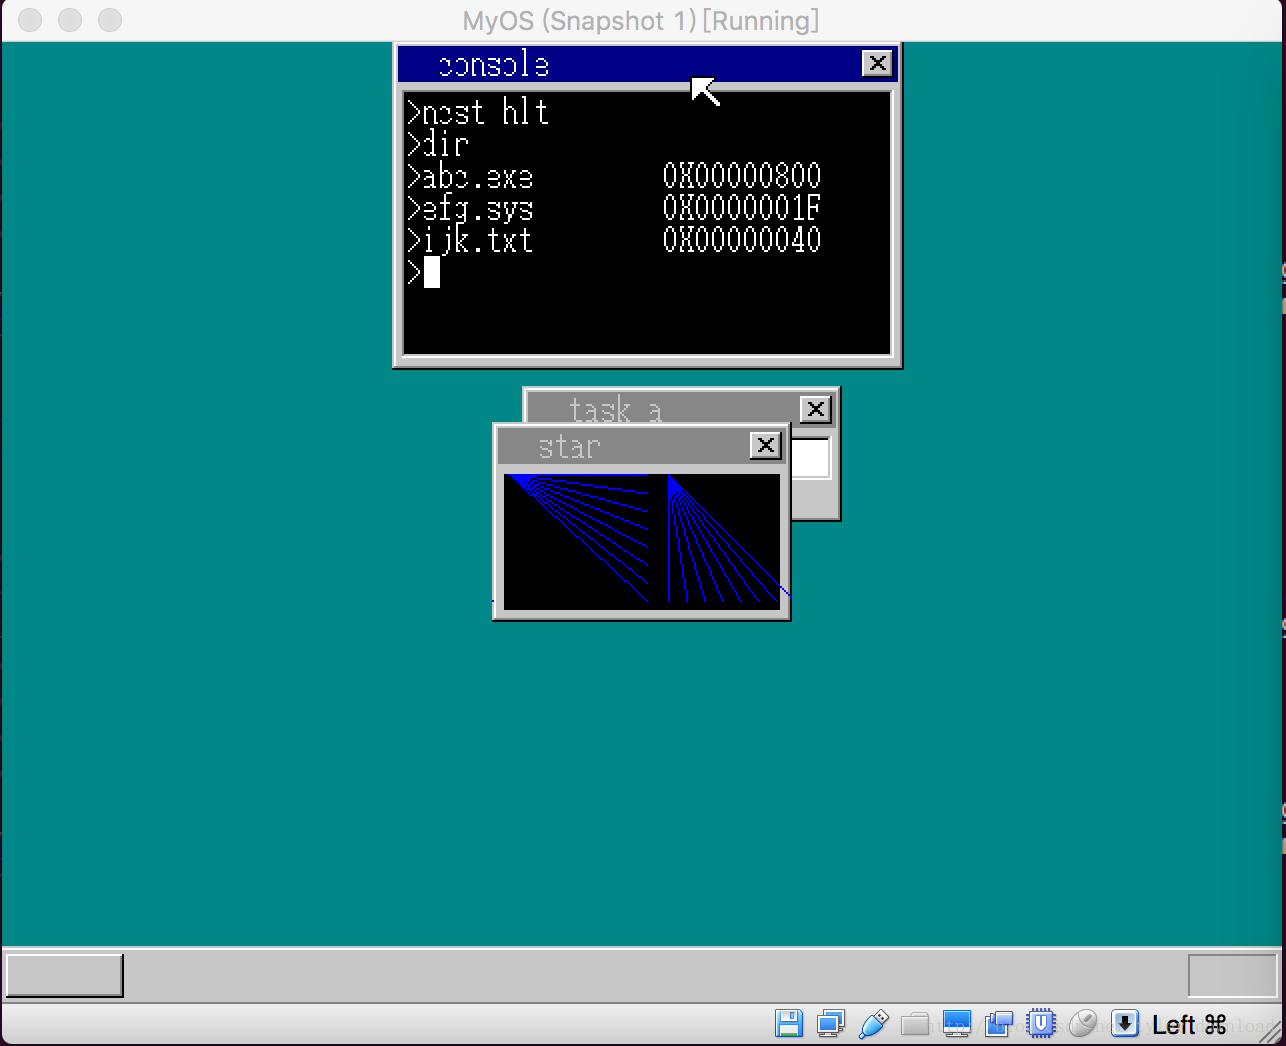 MyOS (Snapshot 1) [Running]
console
>ncst hlt
>dir
>abc.exe 0X00000800
>efg.sys 0X0000001F
>ijk.txt 0X00000040
>
task a
star
Left ⌘